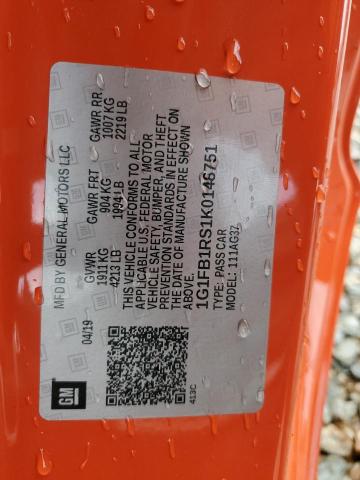 MFD BY GENERAL MOTORS LLC
04/19
GVWR
1911 KG
4213 LB
GAWR FRT
904 KG
1994 LB
GAWR RR
1007 KG
2219 LB
THIS VEHICLE CONFORMS TO ALL
APPLICABLE U.S. FEDERAL MOTOR
VEHICLE SAFETY, BUMPER, AND THEFT
PREVENTION STANDARDS IN EFFECT ON
THE DATE OF MANUFACTURE SHOWN
ABOVE.
1G1FB1RS1K0145751
TYPE: PASS CAR
MODEL: 111AG37
413C
GM